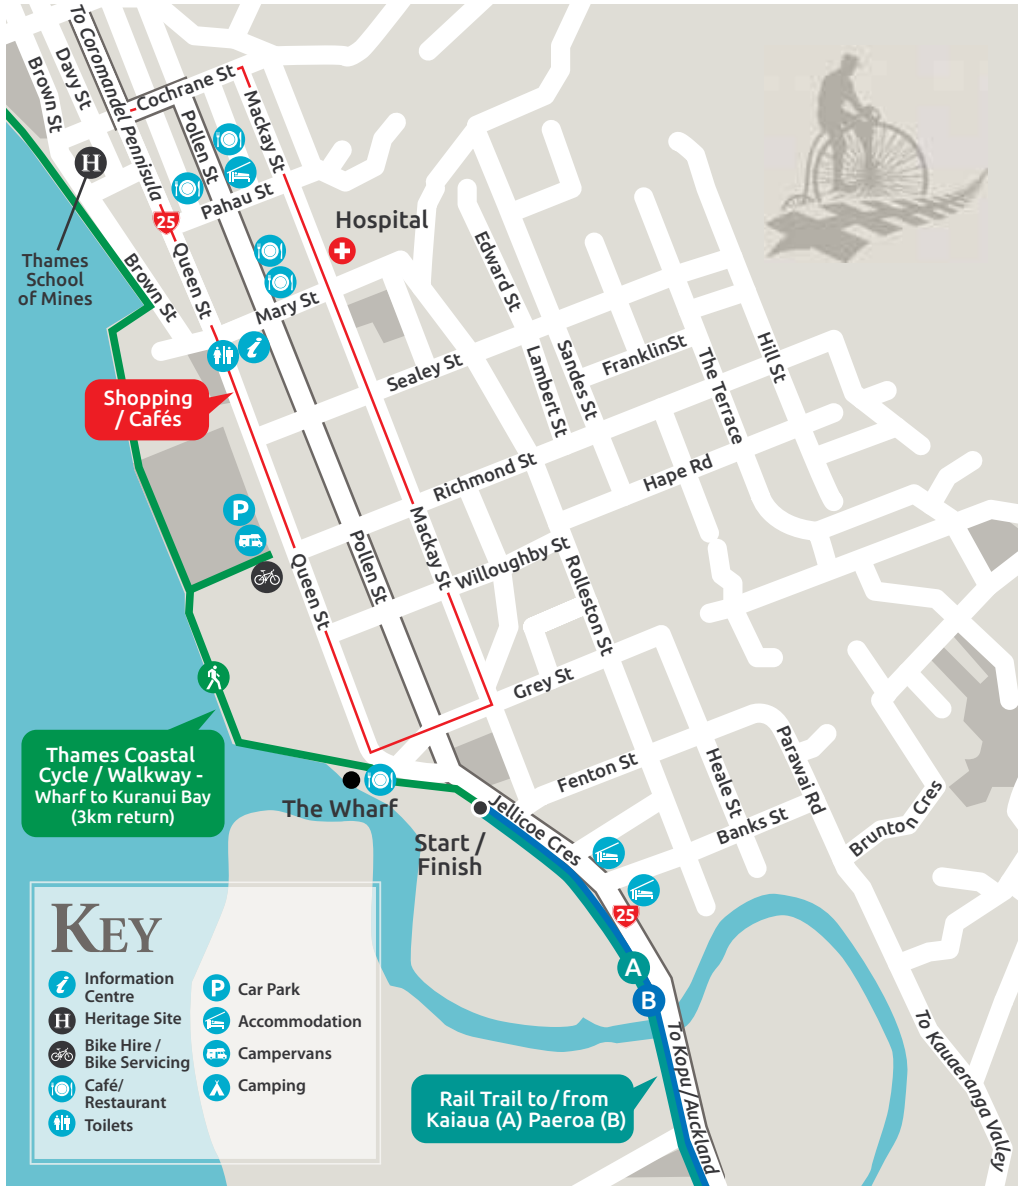 To Coromandel Pennisula
Davy St
Brown St
Cochrane St
Mackay St
Pollen St
H
Pahau St
25
Hospital
Thames
School
of Mines
Queen St
Brown St
Edward St
Mary St
i
Hill St
FranklinSt
Sandes St
Lambert St
The Terrace
Sealey St
Shopping
/ Cafés
Richmond St
Hape Rd
P
Mackay St
Pollen St
Queen St
Willoughby St
Rolleston St
Grey St
Thames Coastal
Cycle / Walkway -
Wharf to Kuranui Bay
(3km return)
Fenton St
Heale St
Parawai Rd
Brunton Cres
Banks St
The Wharf
Jellicoe Cres
Start /
Finish
25
A
B
To Kopu /Auckland
To Kauaeranga Valley
Rail Trail to / from
Kaiaua (A) Paeroa (B)
KEY
i Information
Centre
H Heritage Site
Bike Hire /
Bike Servicing
Café/
Restaurant
Toilets
P Car Park
Accommodation
Campervans
Camping